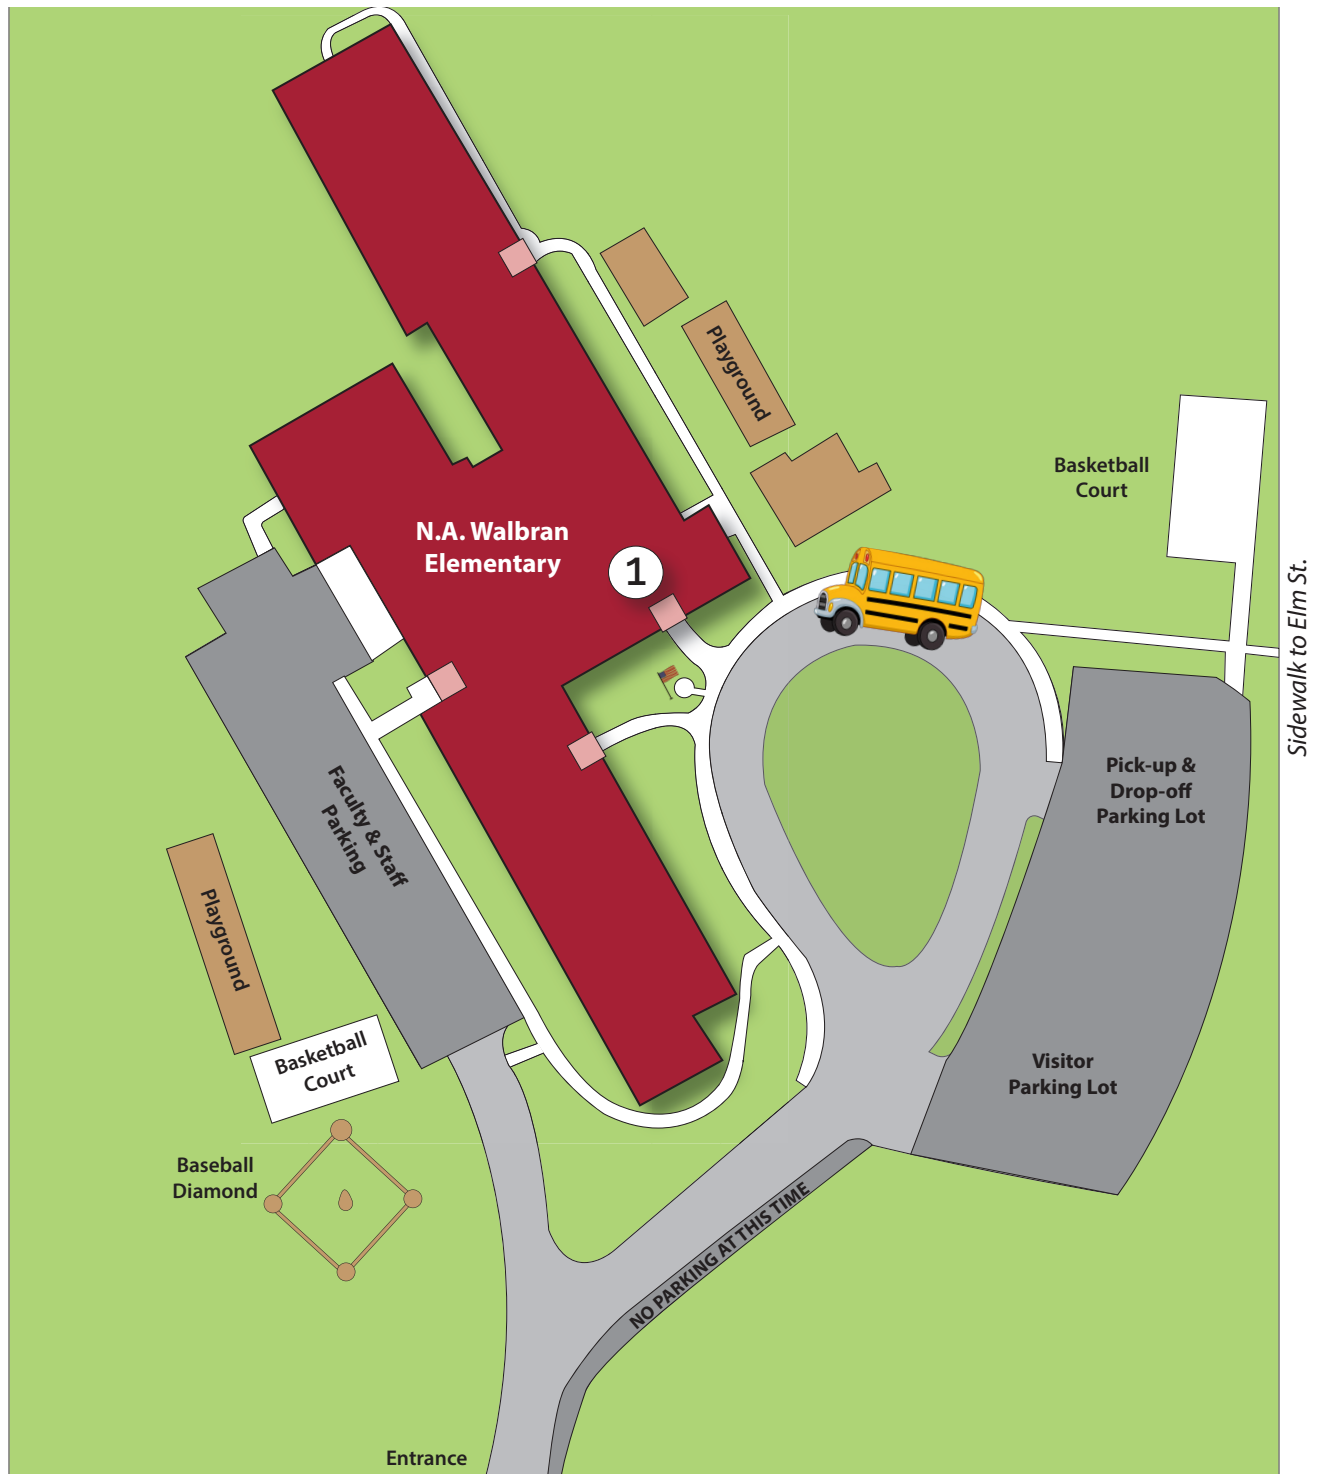 Playground
Basketball
Court
N.A. Walbran
Elementary
1
Sidewalk to Elm St.
Pick-up &
Drop-off
Parking Lot
Faculty & Staff
Parking
Playground
Basketball
Court
Visitor
Parking Lot
Baseball
Diamond
NO PARKING AT THIS TIME
Entrance